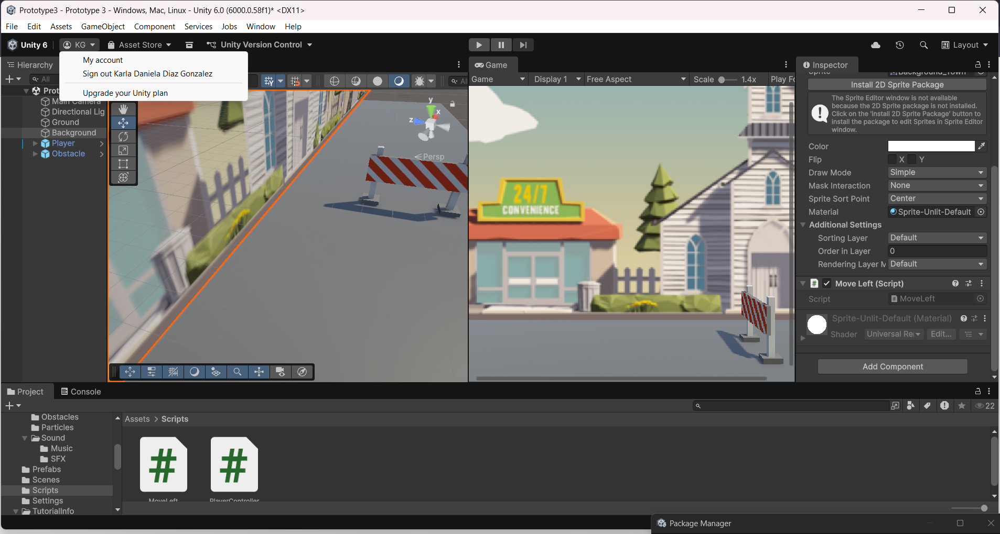 Prototype3 - Prototype 3 - Windows, Mac, Linux - Unity 6.0 (6000.0.58f1)* <DX11>
File Edit Assets GameObject Component Services Jobs Window Help
Unity 6 KG Asset Store Unity Version Control Layout
My account
Sign out Karla Daniela Diaz Gonzalez
Upgrade your Unity plan
Hierarchy
All
Prot
Main Camera
Directional Lig
Ground
Background
Player
Obstacle
All
y
x
z
Persp
Game
Game Display 1 Free Aspect Scale 1.4x Play Fo
24/7
CONVENIENCE
Inspector
Sprite Background_Town
Install 2D Sprite Package
The Sprite Editor window is not available
because the 2D Sprite package is not installed.
Click on the 'Install 2D Sprite Package' button to
install the package to edit Sprites in Sprite Editor
window.
Color
Flip X Y
Draw Mode Simple
Mask Interaction None
Sprite Sort Point Center
Material Sprite-Unlit-Default
Additional Settings
Sorting Layer Default
Order in Layer 0
Rendering Layer M Default
# Move Left (Script)
Script MoveLeft
Sprite-Unlit-Default (Material)
Shader Universal Re Edit...
Add Component
Project Console
22
Obstacles
Particles
Sound
Music
SFX
Prefabs
Scenes
Scripts
Settings
TutorialInfo
Assets > Scripts
# #
MoveLeft PlayerController
Package Manager